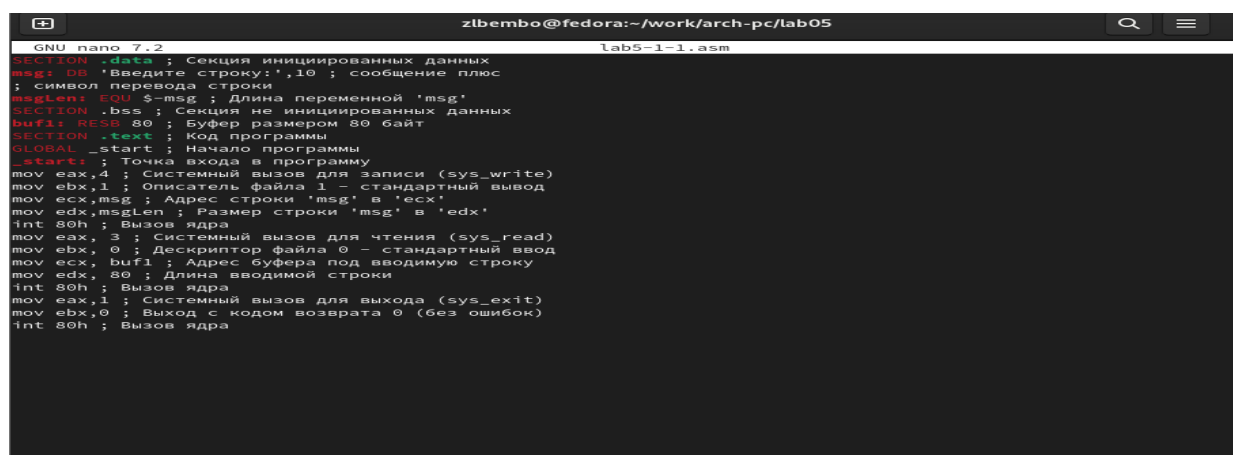 zlbembo@fedora:~/work/arch-pc/lab05
GNU nano 7.2 lab5-1-1.asm
SECTION .data ; Секция инициированных данных
msg: DB 'Введите строку:',10 ; сообщение плюс
; символ перевода строки
msgLen: EQU $-msg ; Длина переменной 'msg'
SECTION .bss ; Секция не инициированных данных
buf1: RESB 80 ; Буфер размером 80 байт
SECTION .text ; Код программы
GLOBAL _start ; Начало программы
_start: ; Точка входа в программу
mov eax,4 ; Системный вызов для записи (sys_write)
mov ebx,1 ; Описатель файла 1 - стандартный вывод
mov ecx,msg ; Адрес строки 'msg' в 'ecx'
mov edx,msgLen ; Размер строки 'msg' в 'edx'
int 80h ; Вызов ядра
mov eax, 3 ; Системный вызов для чтения (sys_read)
mov ebx, 0 ; Дескриптор файла 0 - стандартный ввод
mov ecx, buf1 ; Адрес буфера под вводимую строку
mov edx, 80 ; Длина вводимой строки
int 80h ; Вызов ядра
mov eax,1 ; Системный вызов для выхода (sys_exit)
mov ebx,0 ; Выход с кодом возврата 0 (без ошибок)
int 80h ; Вызов ядра